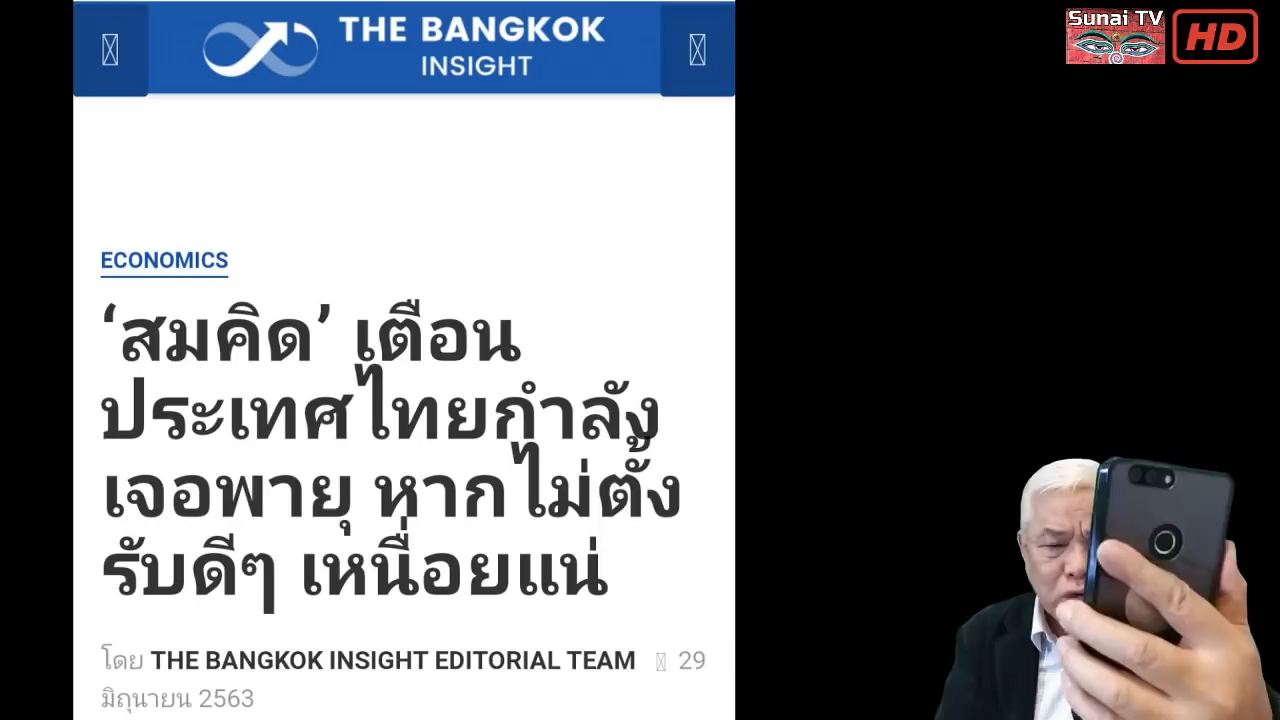 THE BANGKOK
INSIGHT
Sunai TV
HD
ECONOMICS
‘สมคิด’ เตือน
ประเทศไทยกำลัง
เจอพายุ หากไม่ตั้ง
รับดีๆ เหนื่อยแน่
โดย THE BANGKOK INSIGHT EDITORIAL TEAM 29
มิถุนายน 2563